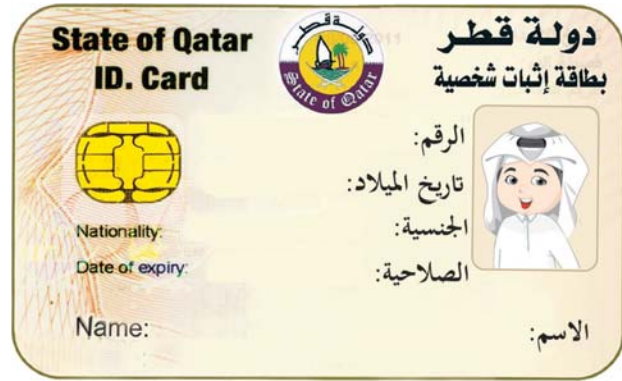 State of Qatar
ID. Card
دولة قطر
State of Qatar
دولة قطر
بطاقة إثبات شخصية
الرقم:
تاريخ الميلاد:
الجنسية:
Nationality:
الصلاحية:
Date of expiry:
Name:
الاسم: